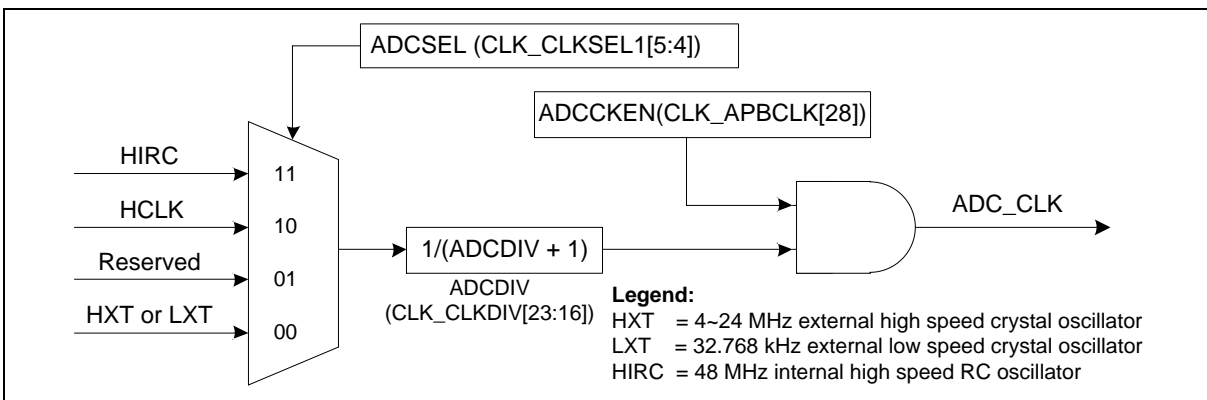 ADCSEL (CLK_CLKSEL1[5:4])
ADCCKEN(CLK_APBCLK[28])
HIRC
11
HCLK
10
Reserved
01
HXT or LXT
00
1/(ADCDIV + 1)
ADCDIV
(CLK_CLKDIV[23:16])
ADC_CLK
Legend:
HXT = 4~24 MHz external high speed crystal oscillator
LXT = 32.768 kHz external low speed crystal oscillator
HIRC = 48 MHz internal high speed RC oscillator